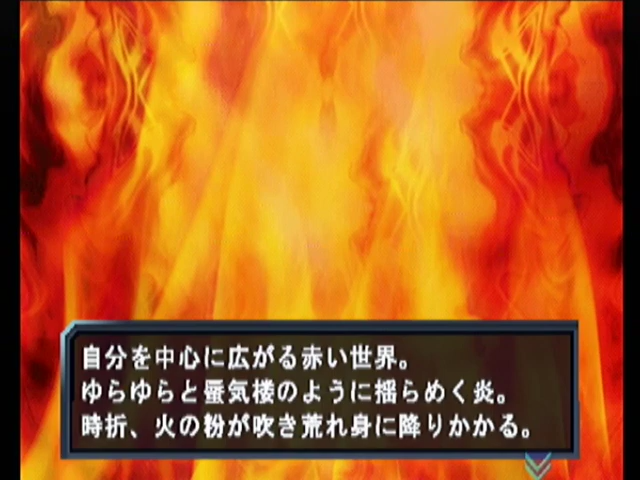 自分を中心に広がる赤い世界。
ゆらゆらと蜃気楼のように揺らめく炎。
時折、火の粉が吹き荒れ身に降りかかる。